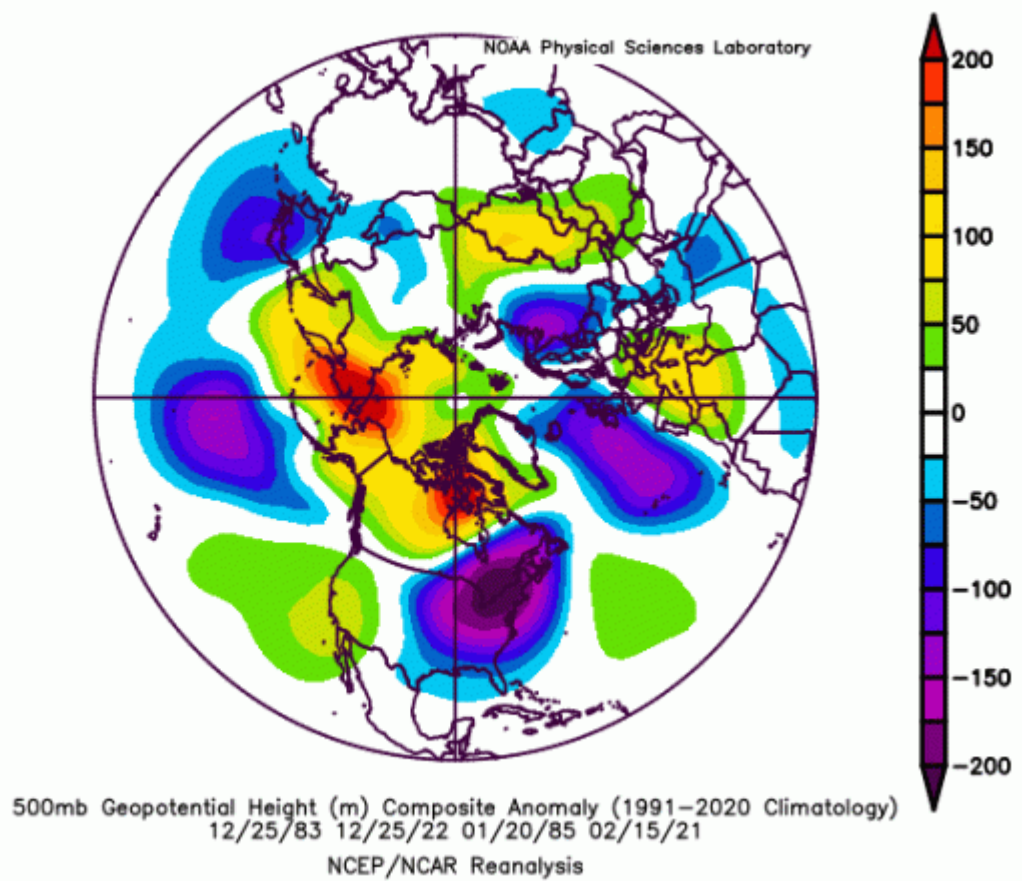 NOAA Physical Sciences Laboratory
200
150
100
50
0
-50
-100
-150
-200
500mb Geopotential Height (m) Composite Anomaly (1991-2020 Climatology)
12/25/83 12/25/22 01/20/85 02/15/21
NCEP/NCAR Reanalysis